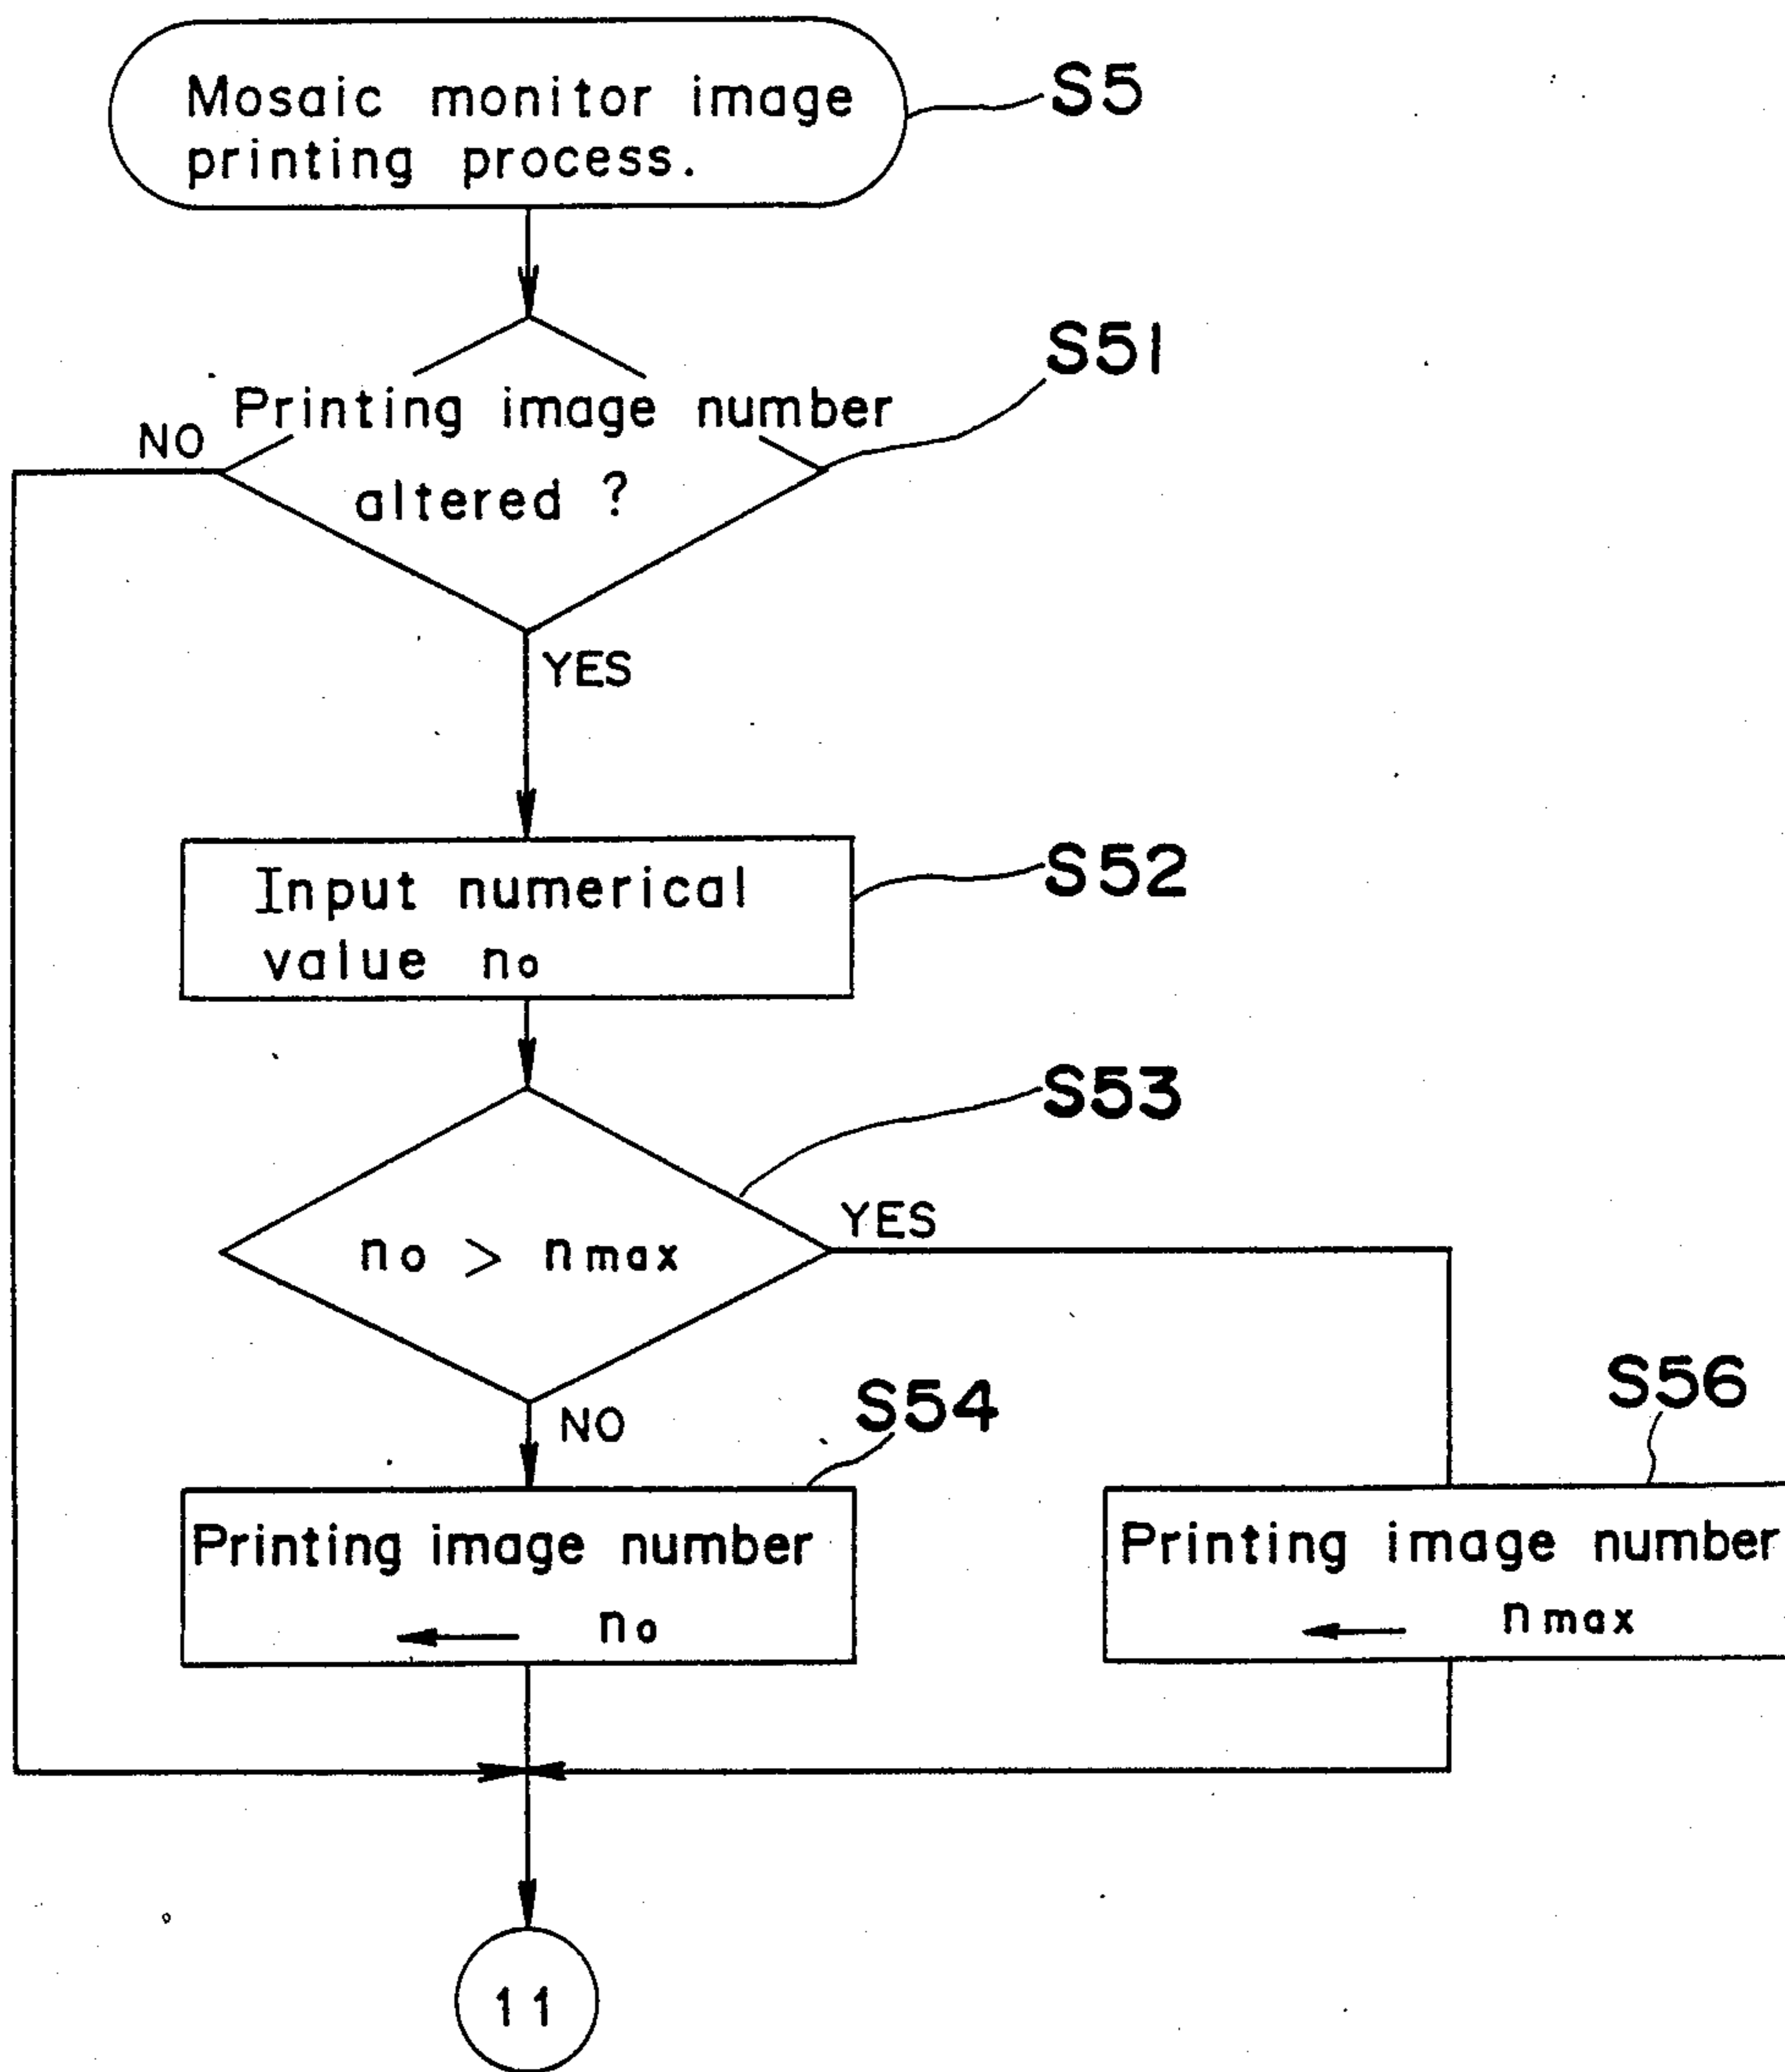 Mosaic monitor image
printing process.
S5
S51
Printing image number
NO
altered ?
YES
Input numerical
value no
S52
S53
no > nmax
YES
NO
S54
S56
Printing image number
← no
Printing image number
← nmax
11